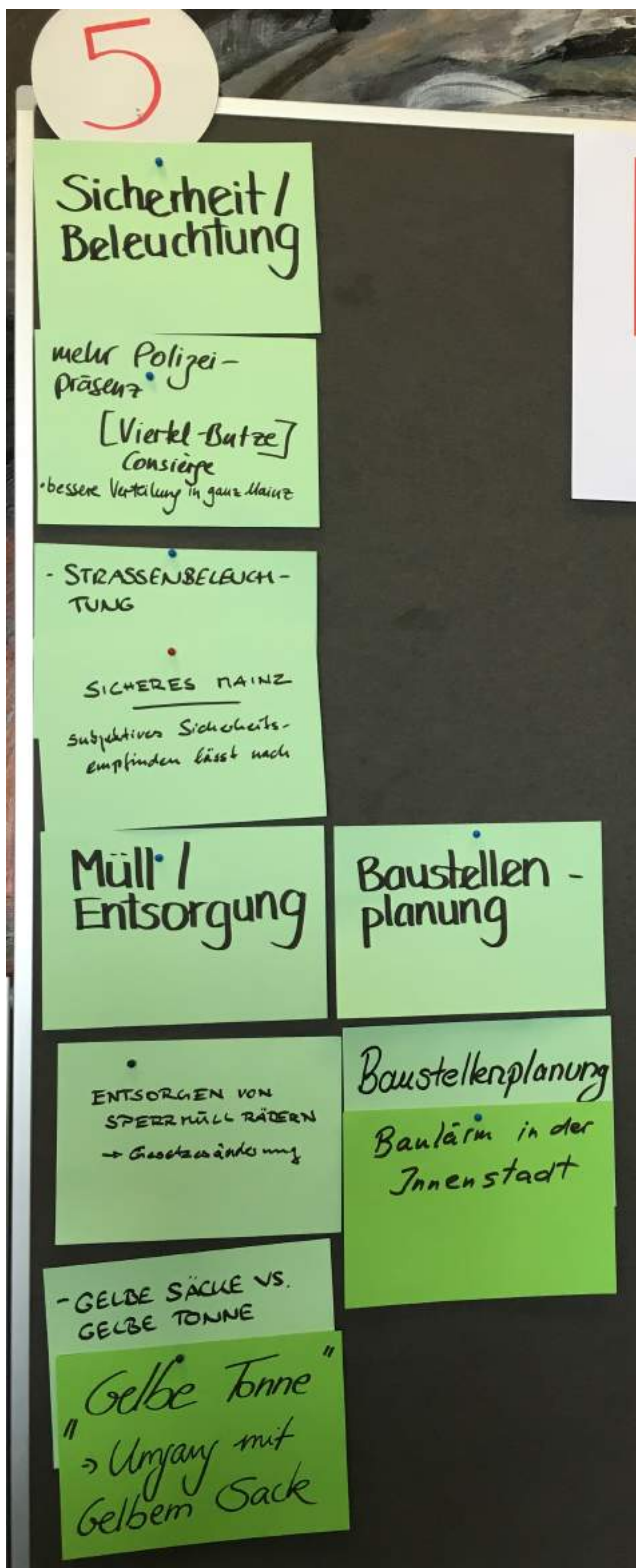 5
Sicherheit /
Beleuchtung
mehr Polizei-
präsenz
[Viertel-Butze]
Consierge
• bessere Verteilung in ganz Mainz
- STRASSENBELEUCH-
TUNG
SICHERES MAINZ
subjektives Sicherheits-
empfinden lässt nach
Müll /
Entsorgung
ENTSORGEN VON
SPERRMÜLL RÄDERN
→ Gesetzesänderung
- GELBE SÄCKE VS.
GELBE TONNE
"Gelbe Tonne"
→ Umgang mit
Gelbem Sack
Baustellen-
planung
Baustellenplanung
Baulärm in der
Innenstadt